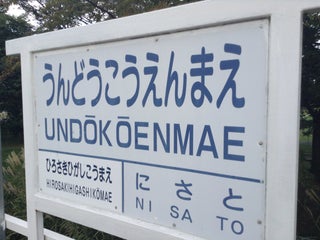 うんどうこうえんまえ
UNDŌKŌENMAE
ひろさきひがしこうまえ
HIROSAKIHIGASHIKŌMAE
にさと
NI SA TO